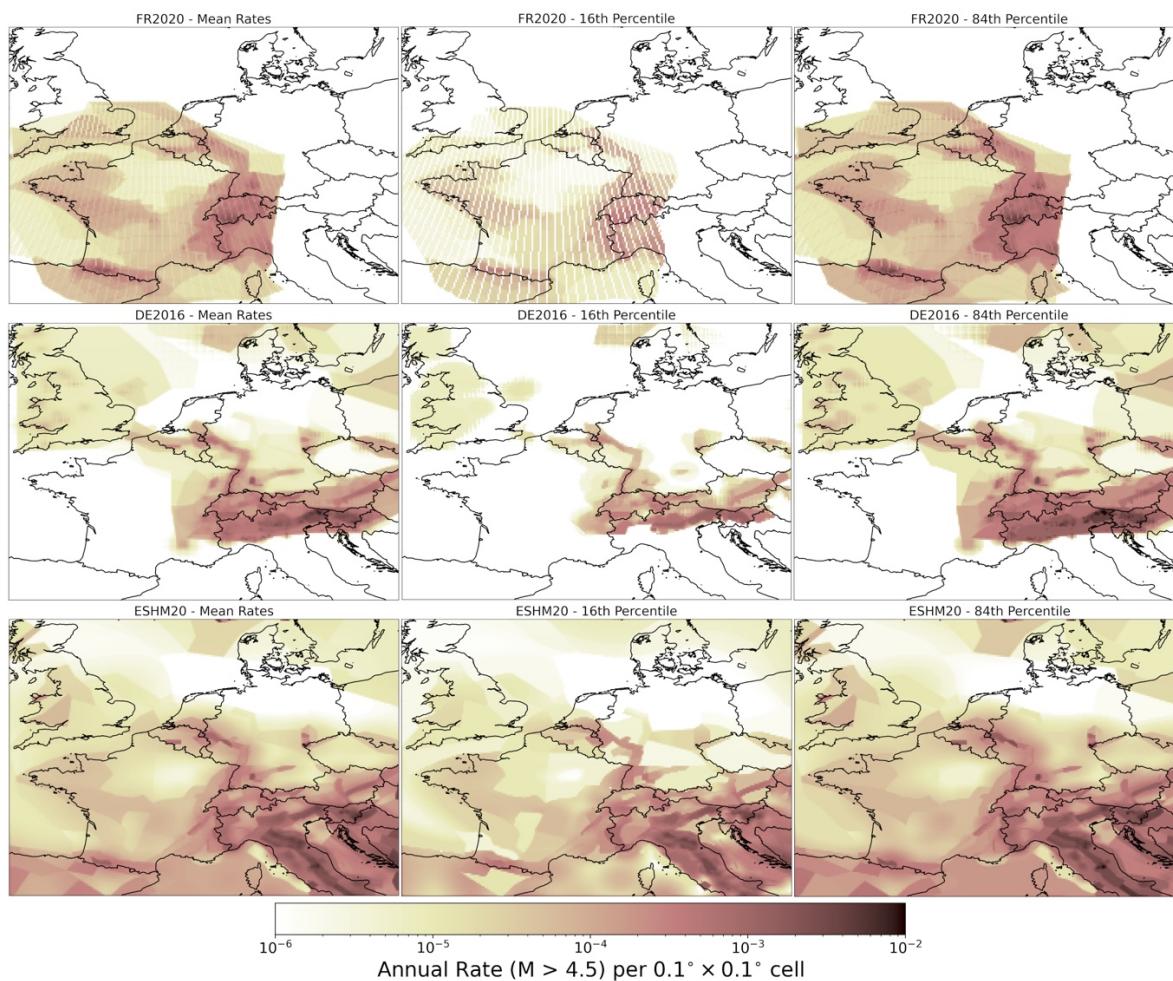 FR2020 - Mean Rates
FR2020 - 16th Percentile
FR2020 - 84th Percentile
DE2016 - Mean Rates
DE2016 - 16th Percentile
DE2016 - 84th Percentile
ESHM20 - Mean Rates
ESHM20 - 16th Percentile
ESHM20 - 84th Percentile
10⁻⁶ 10⁻⁵ 10⁻⁴ 10⁻³ 10⁻²
Annual Rate (M > 4.5) per 0.1° × 0.1° cell